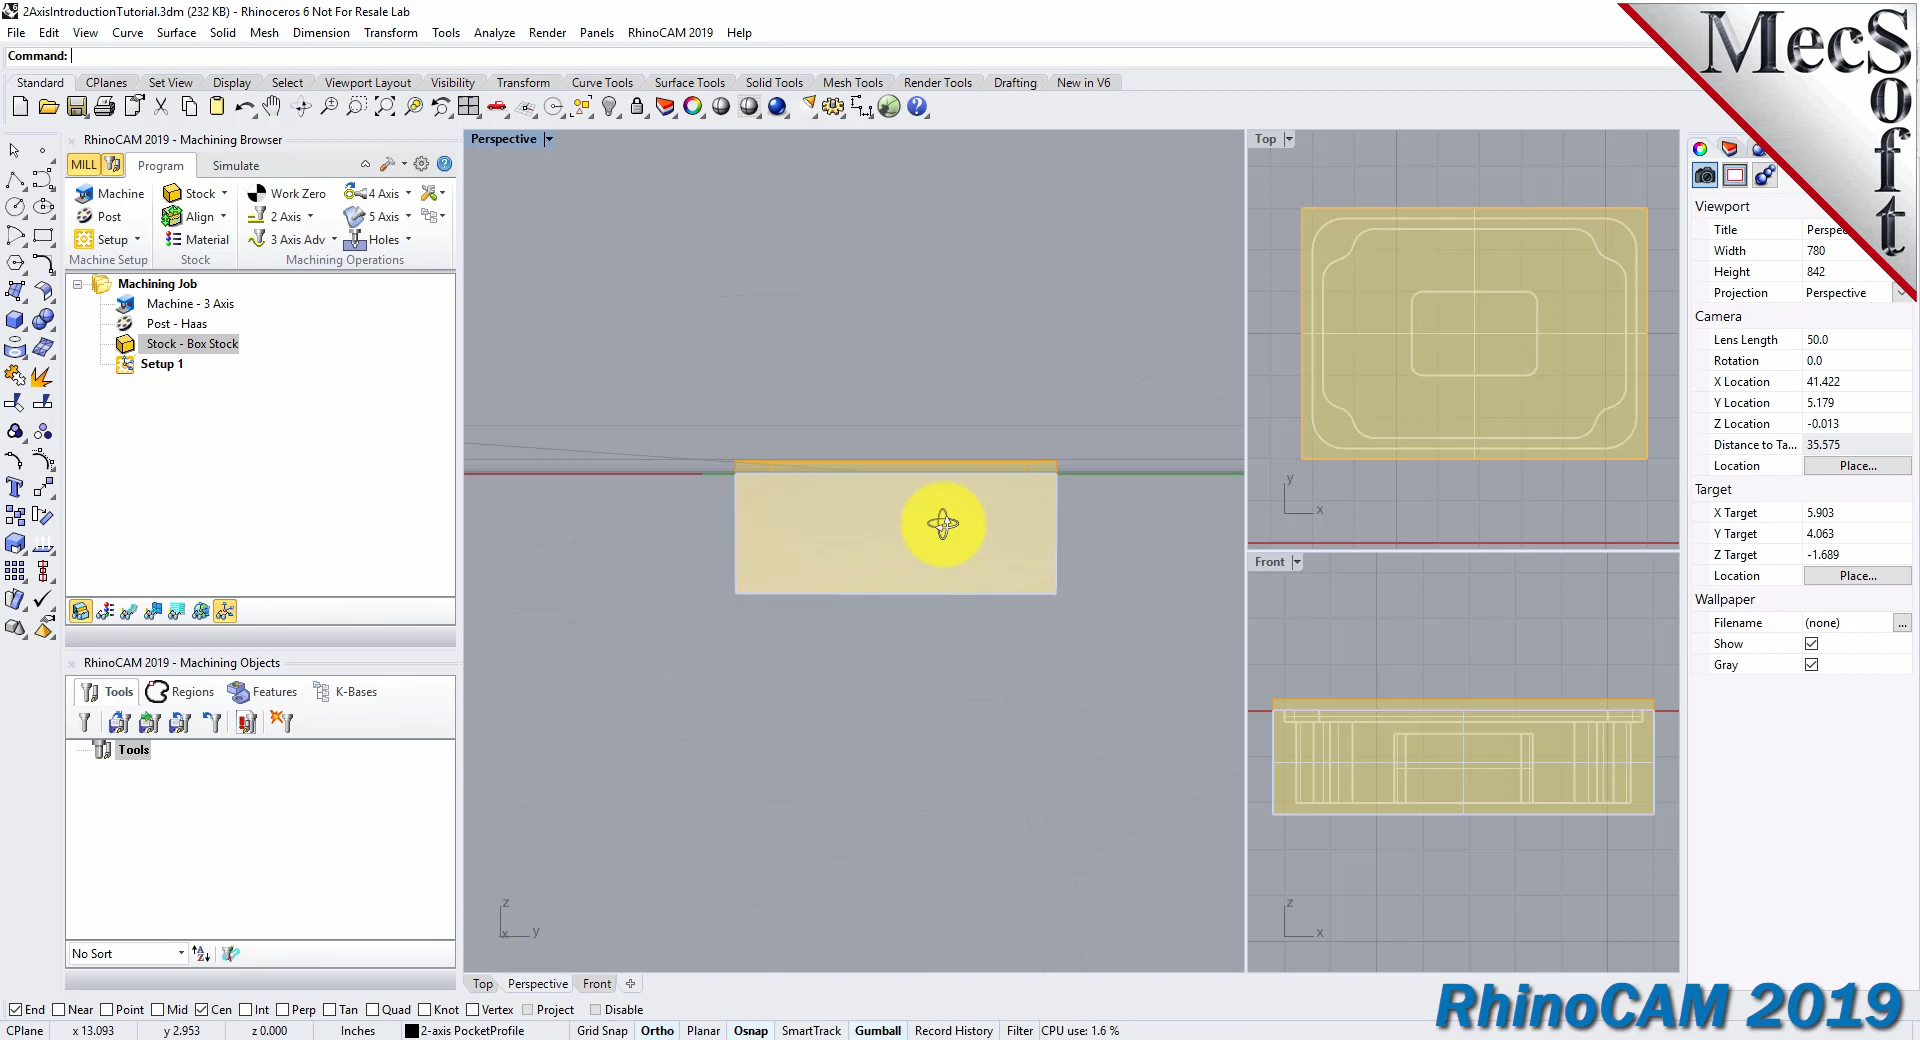 2AxisIntroductionTutorial.3dm (232 KB) - Rhinoceros 6 Not For Resale Lab
File Edit View Curve Surface Solid Mesh Dimension Transform Tools Analyze Render Panels RhinoCAM 2019 Help
Command:
Standard CPlanes Set View Display Select Viewport Layout Visibility Transform Curve Tools Surface Tools Solid Tools Mesh Tools Render Tools Drafting New in V6
MecSoft
RhinoCAM 2019 - Machining Browser
MILL Program Simulate
Machine Stock Work Zero 4 Axis
Post Align 2 Axis 5 Axis
Setup Material 3 Axis Adv Holes
Machine Setup Stock Machining Operations
Machining Job
Machine - 3 Axis
Post - Haas
Stock - Box Stock
Setup 1
RhinoCAM 2019 - Machining Objects
Tools Regions Features K-Bases
Tools
No Sort
Perspective
z
x y
Top
y
x
Front
z
x
Top Perspective Front
Viewport
Title Perspe
Width 780
Height 842
Projection Perspective
Camera
Lens Length 50.0
Rotation 0.0
X Location 41.422
Y Location 5.179
Z Location -0.013
Distance to Ta... 35.575
Location Place...
Target
X Target 5.903
Y Target 4.063
Z Target -1.689
Location Place...
Wallpaper
Filename (none) ...
Show
Gray
RhinoCAM 2019
End Near Point Mid Cen Int Perp Tan Quad Knot Vertex Project Disable
CPlane x 13.093 y 2.953 z 0.000 Inches 2-axis PocketProfile Grid Snap Ortho Planar Osnap SmartTrack Gumball Record History Filter CPU use: 1.6 %